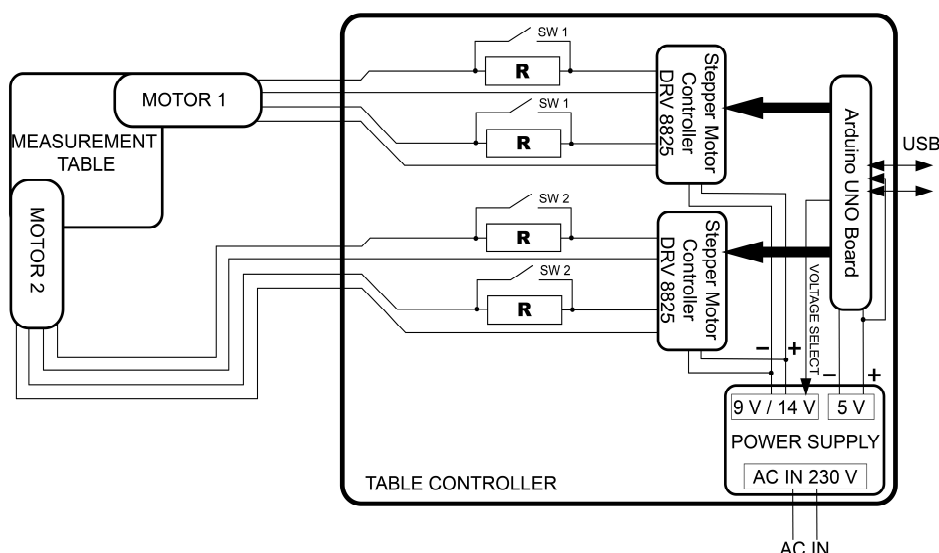 SW 1
R
MOTOR 1
SW 1
R
Stepper Motor
Controller
DRV 8825
Arduino UNO Board
USB
MEASUREMENT
TABLE
MOTOR 2
SW 2
R
SW 2
R
Stepper Motor
Controller
DRV 8825
VOLTAGE SELECT
− +
− +
9 V / 14 V
5 V
POWER SUPPLY
AC IN 230 V
TABLE CONTROLLER
AC IN